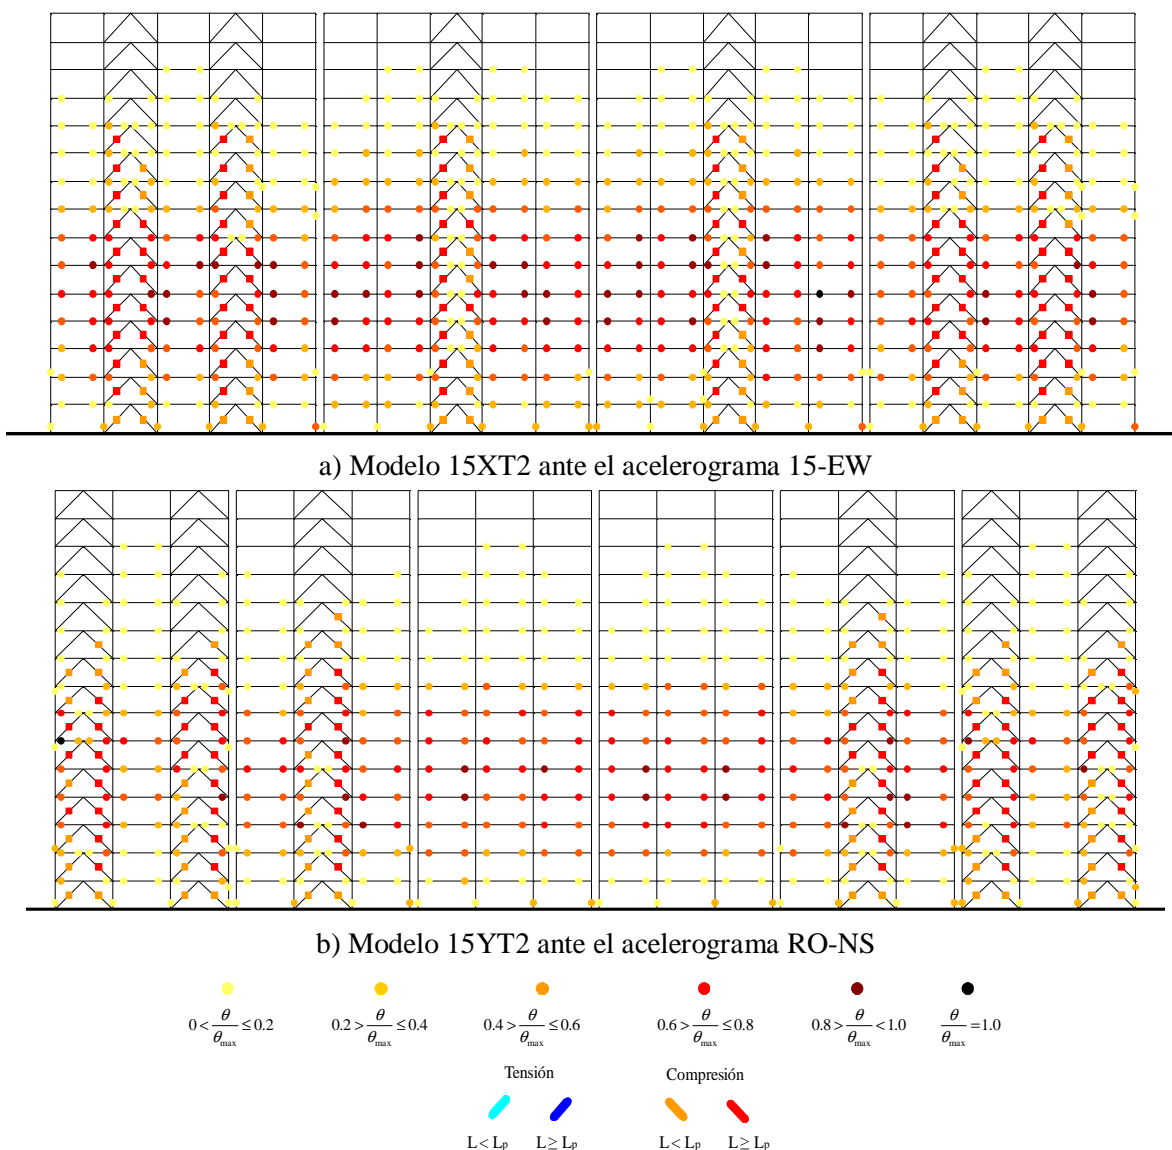 a) Modelo 15XT2 ante el acelerograma 15-EW
b) Modelo 15YT2 ante el acelerograma RO-NS
0 < θ/θmax ≤ 0.2 0.2 > θ/θmax ≤ 0.4 0.4 > θ/θmax ≤ 0.6 0.6 > θ/θmax ≤ 0.8 0.8 > θ/θmax < 1.0 θ/θmax = 1.0
Tensión Compresión
L < Lp L ≥ Lp L < Lp L ≥ Lp